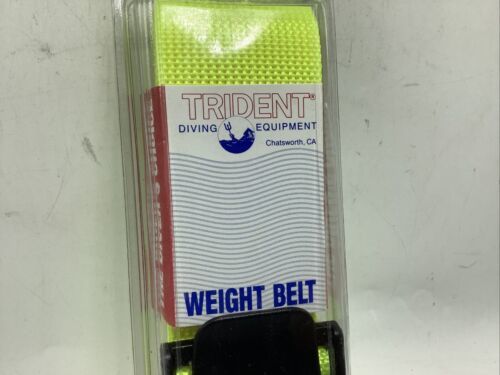 TRIDENT®
DIVING EQUIPMENT
Chatsworth, CA
WEIGHT BELT